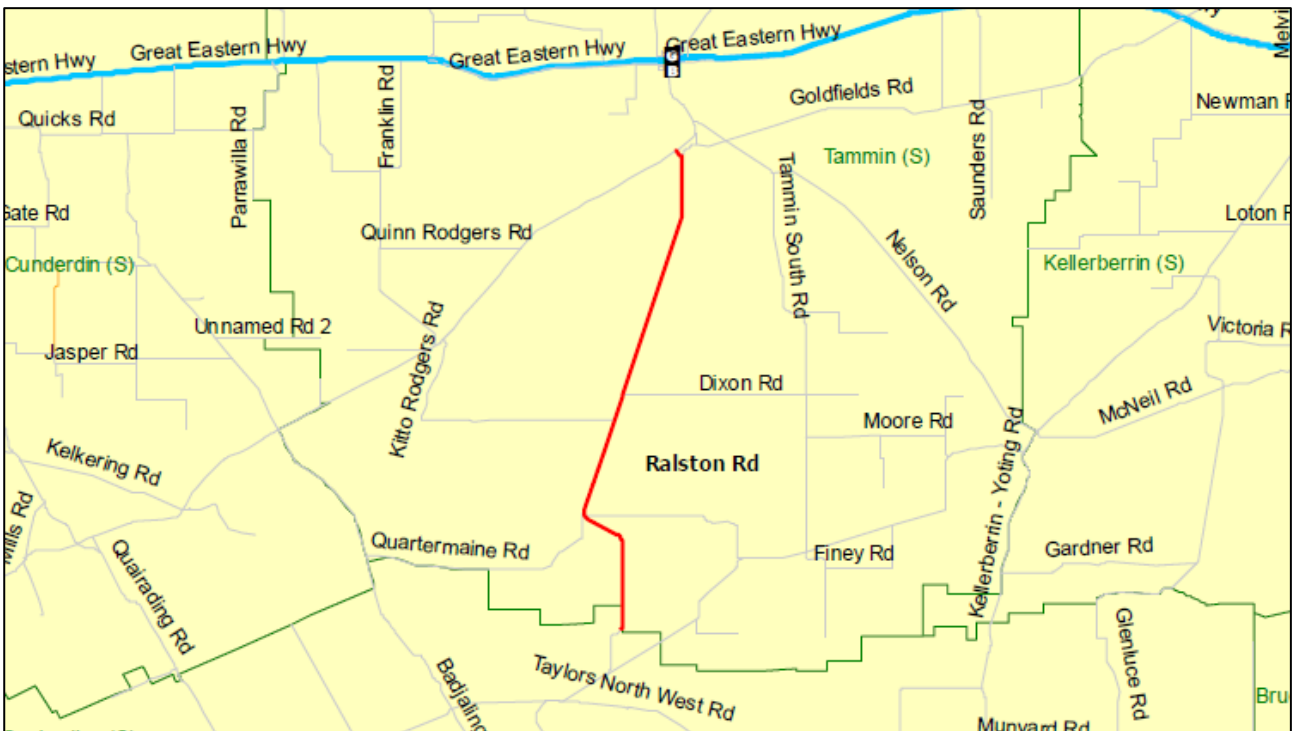 Great Eastern Hwy
Great Eastern Hwy
Great Eastern Hwy
stern Hwy
Quicks Rd
Parrawilla Rd
Franklin Rd
Goldfields Rd
Newman R
Saunders Rd
Tammin (S)
Tammin South Rd
Gate Rd
Quinn Rodgers Rd
Loton R
Cunderdin (S)
Nelson Rd
Kellerberrin (S)
Unnamed Rd 2
Victoria R
Jasper Rd
Kitto Rodgers Rd
Dixon Rd
McNeil Rd
Moore Rd
Kelkering Rd
Ralston Rd
Kellerberrin - Yoting Rd
Mills Rd
Quairading Rd
Quartermaine Rd
Finey Rd
Gardner Rd
Glenluce Rd
Taylors North West Rd
Badjaling
Bru
Munyard Rd